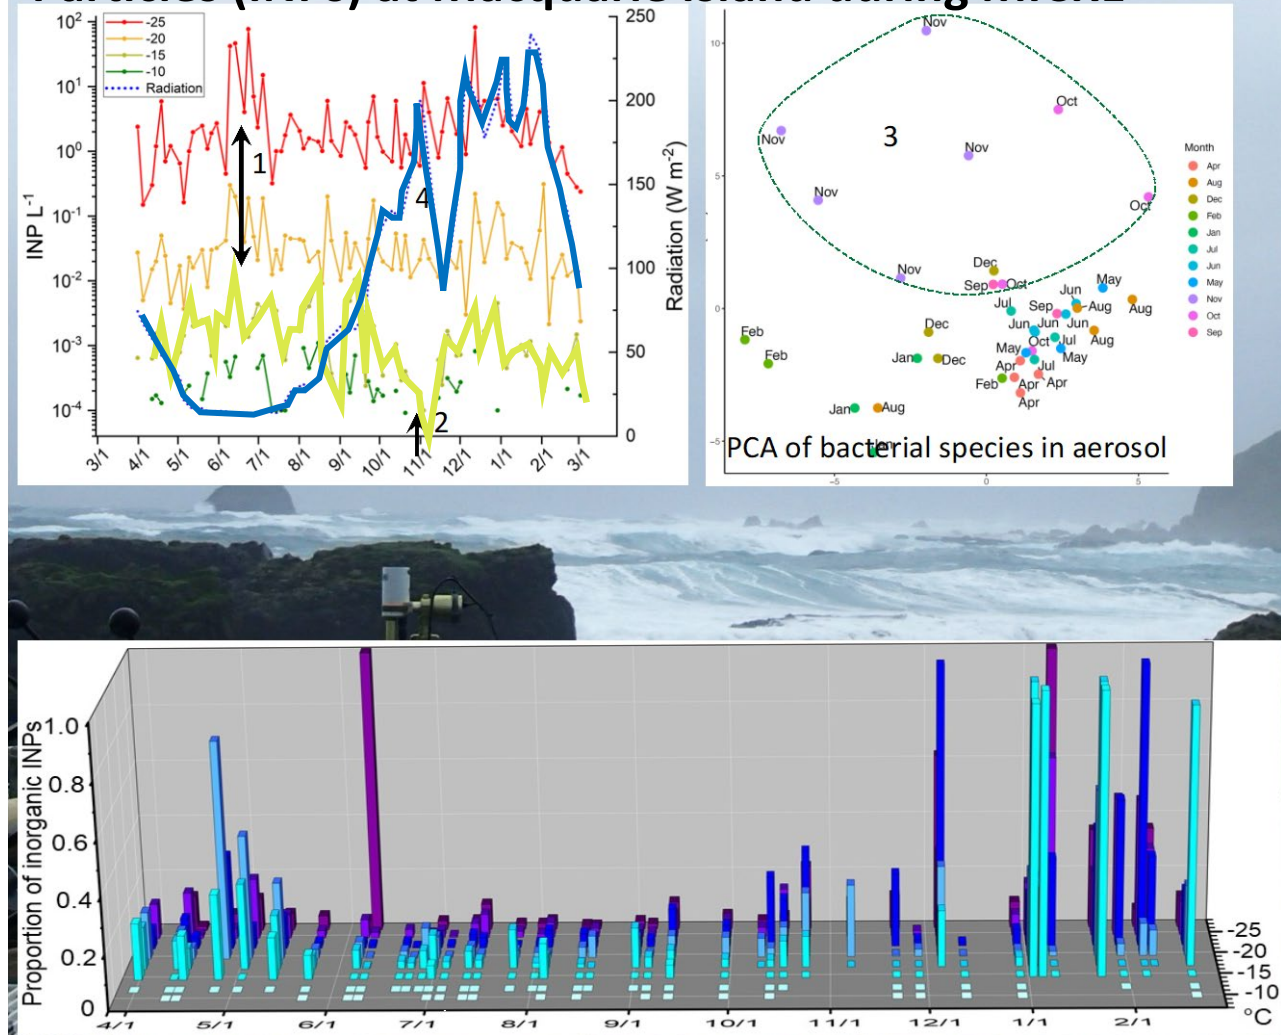 Particles (INPs) at Macquarie Island during MICRE
10²
10¹
10⁰
10⁻¹
10⁻²
10⁻³
10⁻⁴
INP L⁻¹
-25
-20
-15
-10
Radiation
1
4
2
250
200
150
100
50
0
Radiation (W m⁻²)
3/1 4/1 5/1 6/1 7/1 8/1 9/1 10/1 11/1 12/1 1/1 2/1 3/1
10
5
0
−5
Nov
Oct
Nov
3
Nov
Nov
Oct
Nov
Dec
Sep Oct
May
Jun
Jul
Sep
Aug
Aug
Feb
Dec
Jun
Jun
Jun
Aug
Feb
Jan
Dec
May
Oct
Jul
May
Apr
Jul
Feb
Apr
Apr
Apr
Jan
Aug
Jan
PCA of bacterial species in aerosol
−5 0 5
Month
Apr
Aug
Dec
Feb
Jan
Jul
Jun
May
Nov
Oct
Sep
Proportion of inorganic INPs
1.0
0.8
0.6
0.4
0.2
0
4/1 5/1 6/1 7/1 8/1 9/1 10/1 11/1 12/1 1/1 2/1
-25
-20
-15
-10
°C